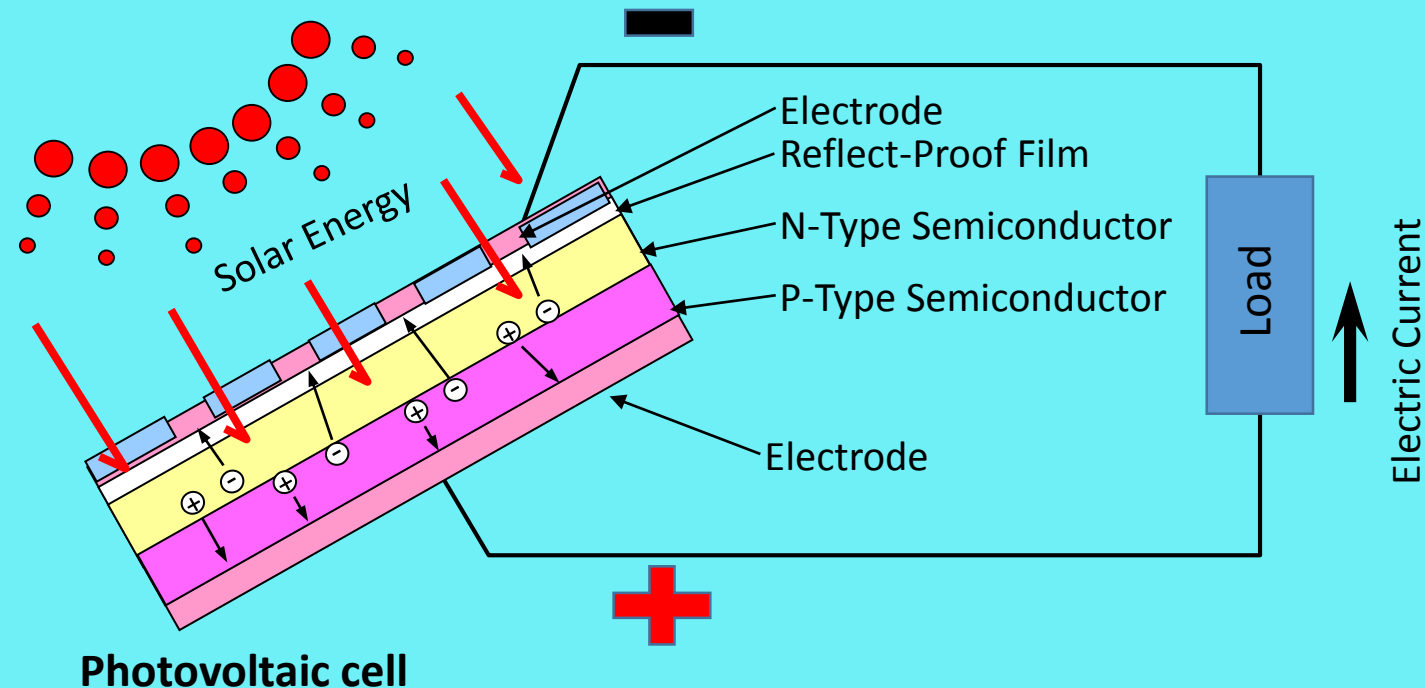 Electrode
Reflect-Proof Film
Solar Energy
N-Type Semiconductor
P-Type Semiconductor
Load
Electric Current
Electrode
Photovoltaic cell